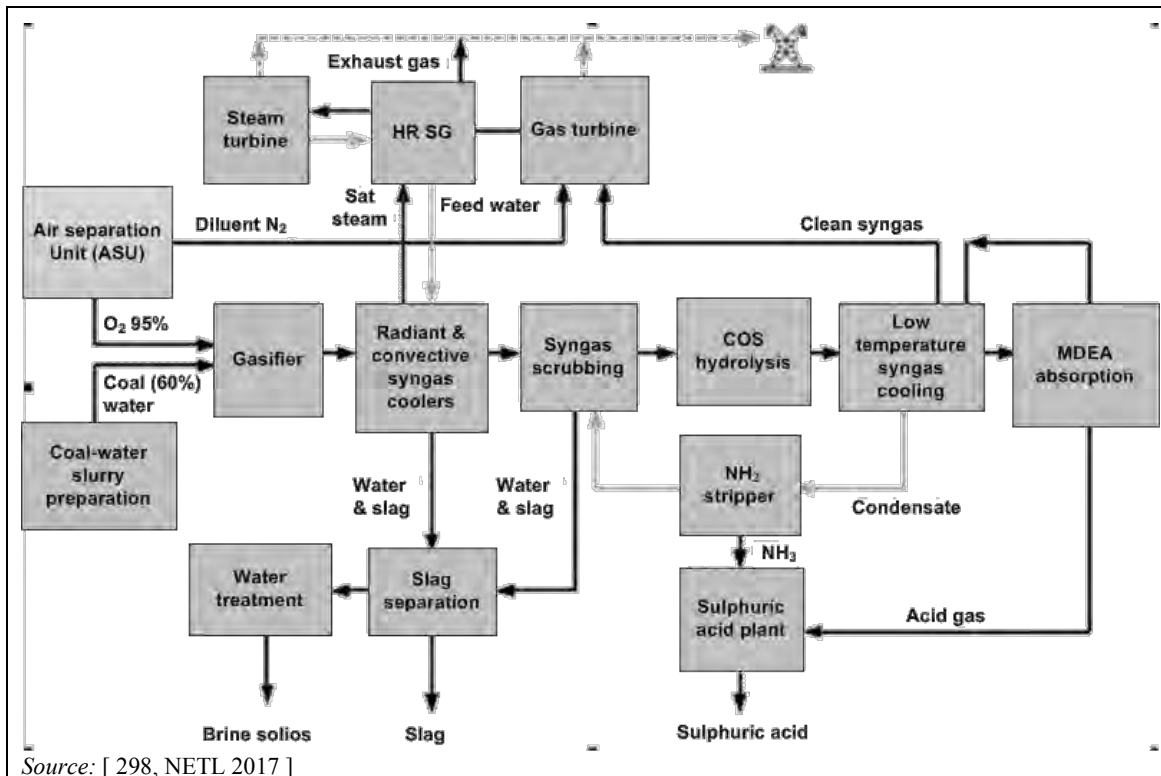 Exhaust gas
Steam
turbine
HR SG
Gas turbine
Sat
steam
Feed water
Air separation
Unit (ASU)
Diluent N₂
Clean syngas
O₂ 95%
Gasifier
Radiant &
convective
syngas
coolers
Syngas
scrubbing
COS
hydrolysis
Low
temperature
syngas
cooling
MDEA
absorption
Coal (60%)
water
Coal-water
slurry
preparation
Water
& slag
Water
& slag
NH₂
stripper
Condensate
NH₃
Water
treatment
Slag
separation
Sulphuric
acid plant
Acid gas
Brine solios
Slag
Sulphuric acid
Source: [ 298, NETL 2017 ]